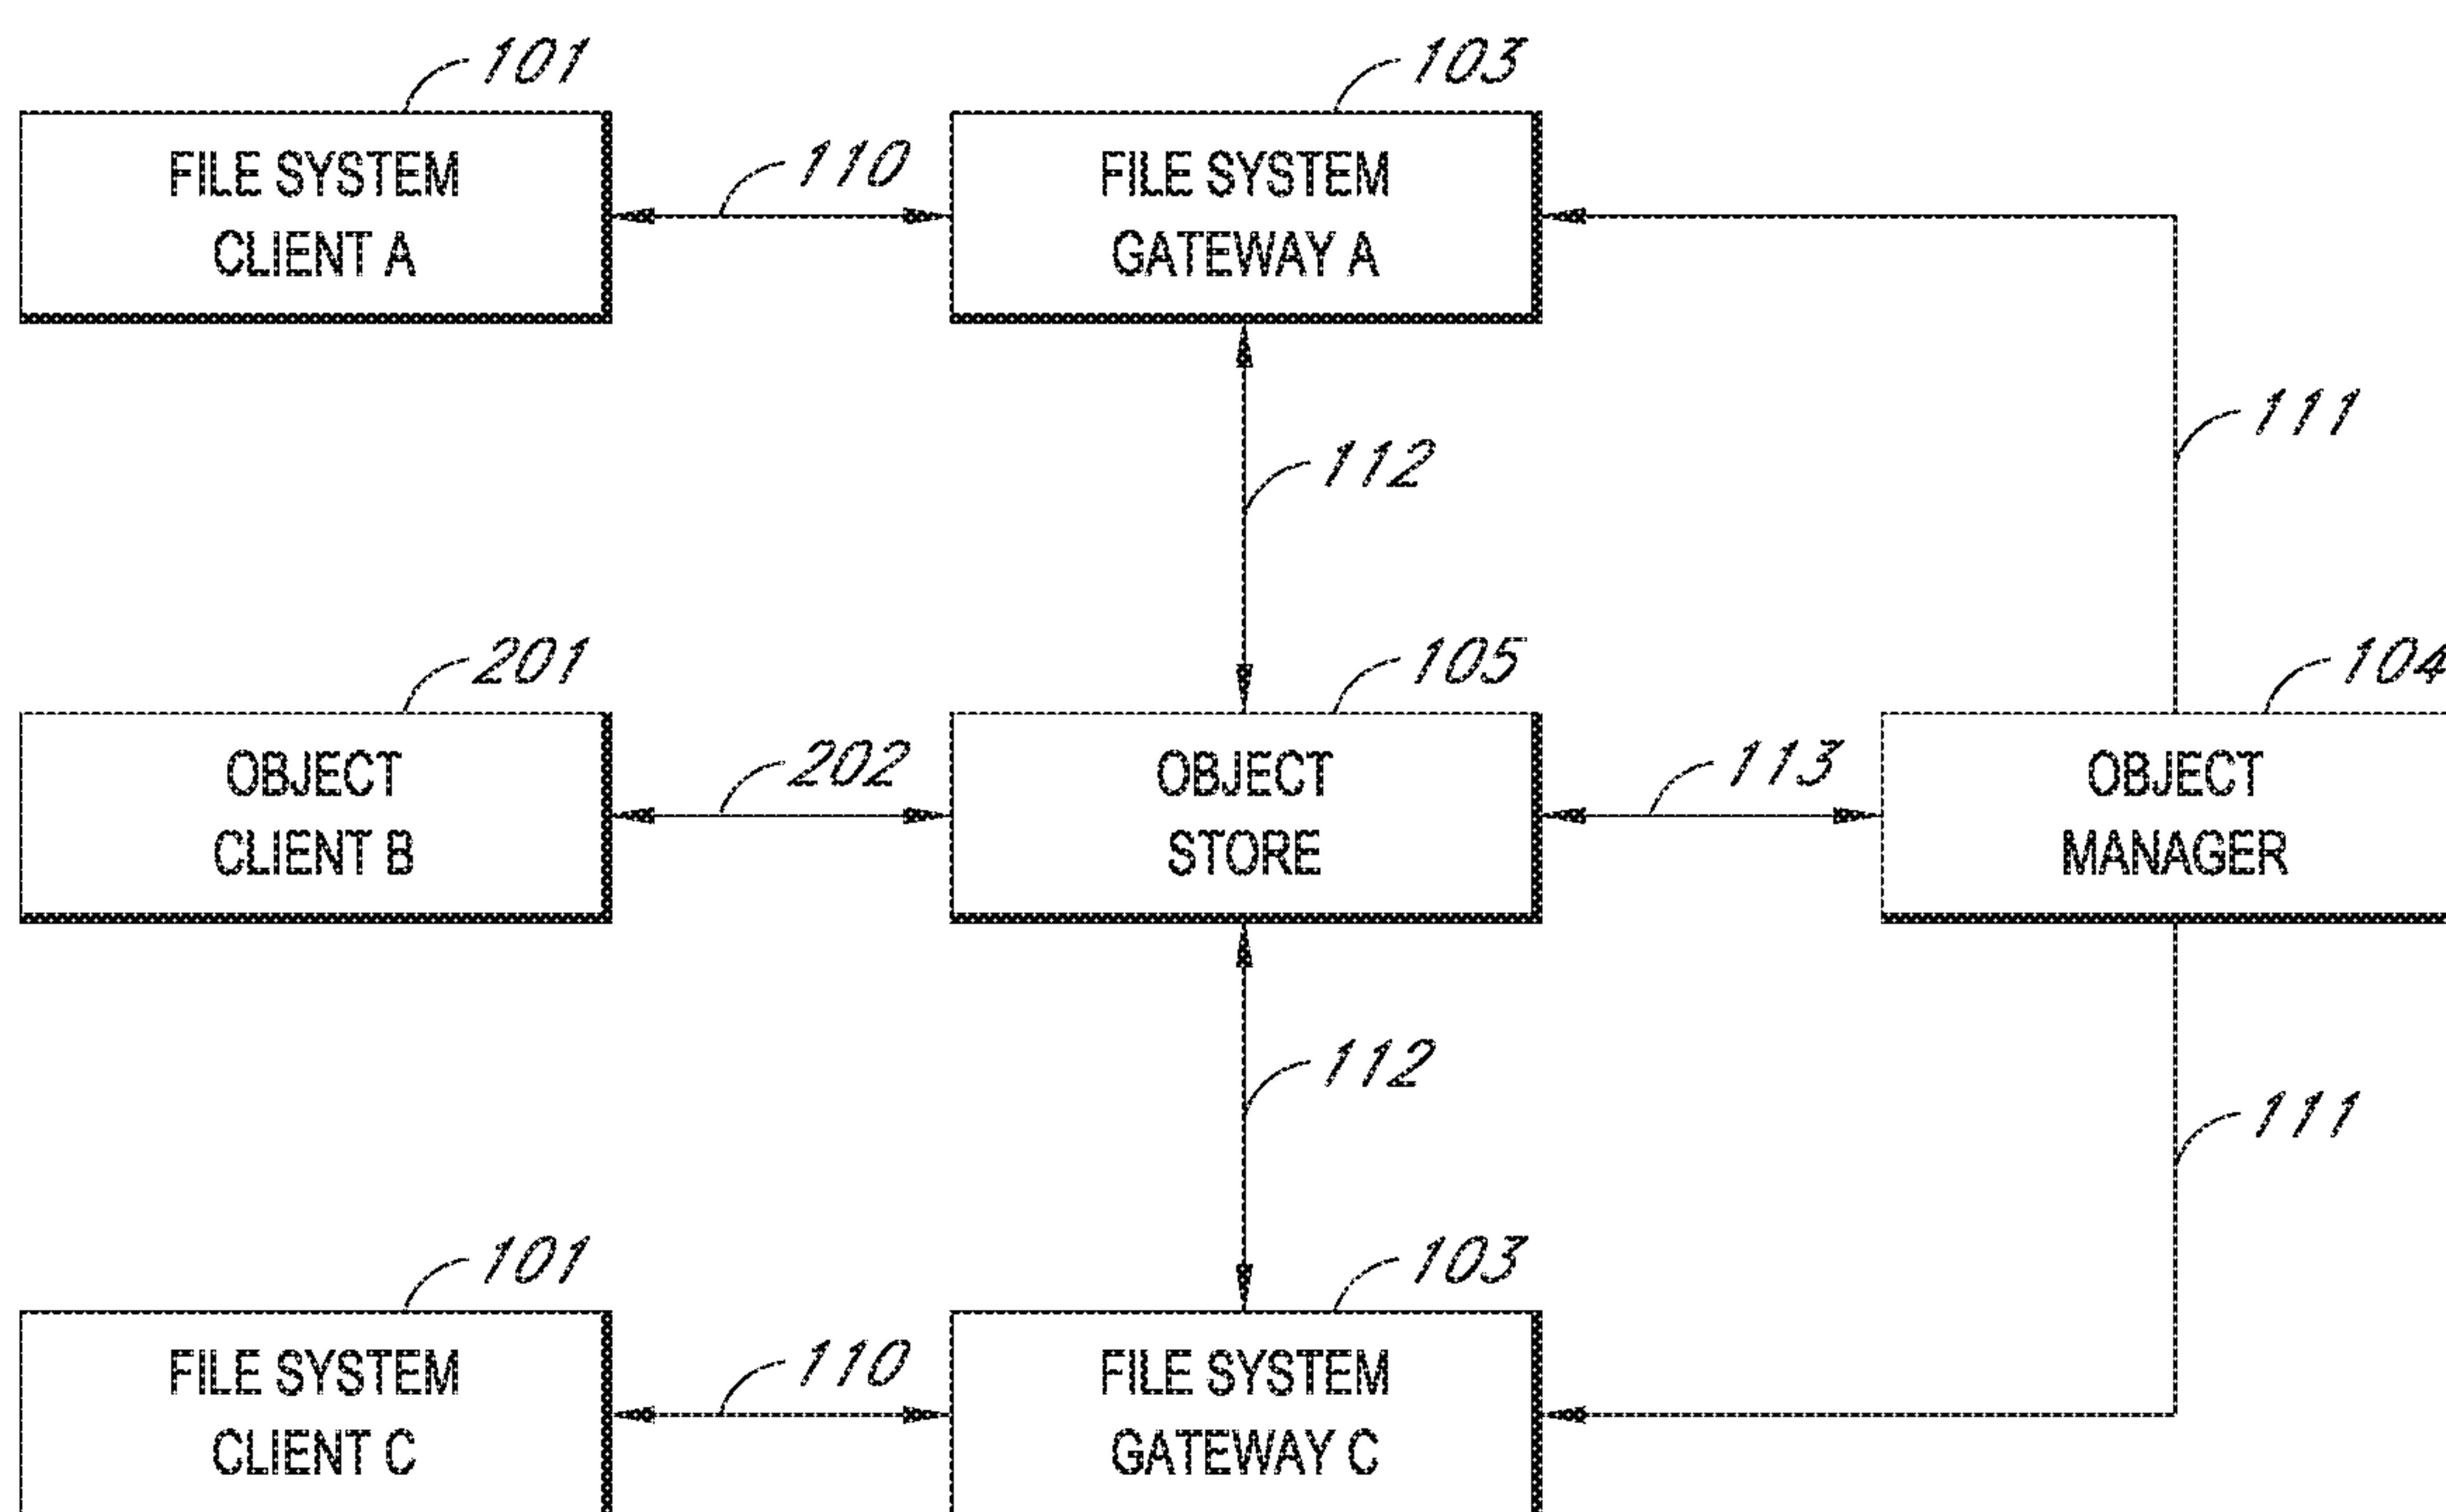 101
103
FILE SYSTEM
CLIENT A
110
FILE SYSTEM
GATEWAY A
111
112
201
105
104
OBJECT
CLIENT B
202
OBJECT
STORE
113
OBJECT
MANAGER
112
111
101
103
FILE SYSTEM
CLIENT C
110
FILE SYSTEM
GATEWAY C